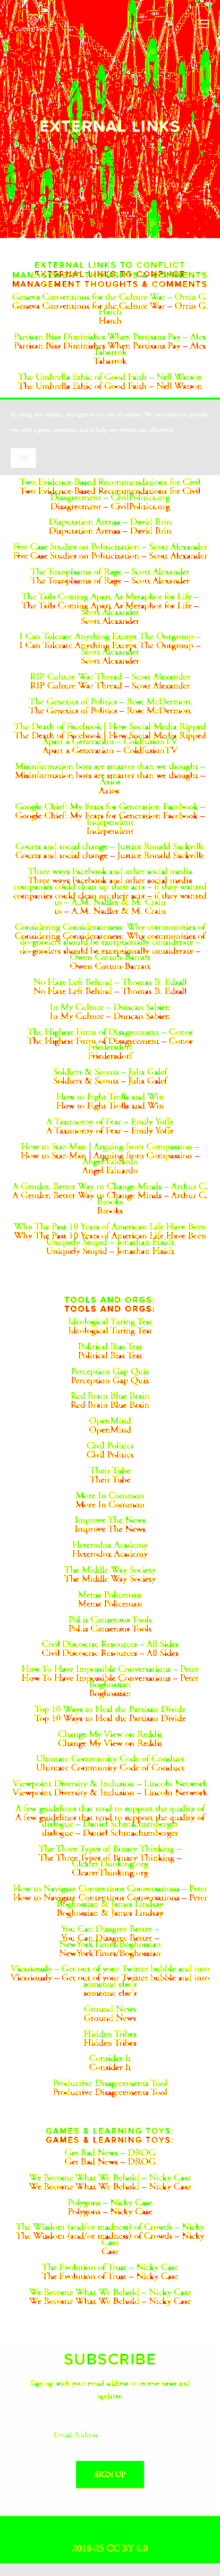 EXTERNAL LINKS
EXTERNAL LINKS TO CONFLICT
MANAGEMENT THOUGHTS & COMMENTS
Geneva Conventions for the Culture War – Orrin G.
Hatch
Partisan Bias Diminishes When Partisans Pay – Alex
Tabarrok
The Umbrella Ethic of Good Faith – Nell Watson
By using this website, you agree to our use of cookies. We use cookies to provide
you with a great experience and to help our website run effectively.
OK
Two Evidence-Based Recommendations for Civil
Disagreement – CivilPolitics.org
Disputation Arenas – David Brin
Five Case Studies on Politicization – Scott Alexander
The Toxoplasma of Rage – Scott Alexander
The Tails Coming Apart As Metaphor for Life –
Scott Alexander
I Can Tolerate Anything Except The Outgroup –
Scott Alexander
RIP Culture War Thread – Scott Alexander
The Genetics of Politics – Rose McDermott
The Death of Facebook | How Social Media Ripped
Apart a Generation – ColdfusionTV
Misinformation bots are smarter than we thought –
Axios
Google Chief: My Fears for Generation Facebook –
Independent
Courts and social change – Justice Ronald Sackville
Three ways Facebook and other social media
companies could clean up their acts – if they wanted
to – A.M. Nadler & M. Crain
Considering Considerateness: Why communities of
do-gooders should be exceptionally considerate –
Owen Cotton-Barratt
No Hate Left Behind – Thomas B. Edsall
In My Culture – Duncan Sabien
The Highest Form of Disagreement – Conor
Friedersdorf
Soldiers & Scouts – Julia Galef
How to Fight Trolls and Win
A Taxonomy of Fear – Emily Yoffe
How to Star-Man | Arguing from Compassion –
Angel Eduardo
A Gentler, Better Way to Change Minds – Arthur C.
Brooks
Why The Past 10 Years of American Life Have Been
Uniquely Stupid – Jonathan Haidt
TOOLS AND ORGS:
Ideological Turing Test
Political Bias Test
Perception Gap Quiz
Red Brain Blue Brain
OpenMind
Civil Politics
Their Tube
More In Common
Improve The News
Heterodox Academy
The Middle Way Society
Meme Policeman
Pol.is Consensus Tools
Civil Discourse Resources – All Sides
How To Have Impossible Conversations – Peter
Boghossian
Top 10 Ways to Heal the Partisan Divide
Change My View on Reddit
Ultimate Community Code of Conduct
Viewpoint Diversity & Inclusion – Lincoln Network
A few guidelines that tend to support the quality of
dialogue – Daniel Schmachtenberger
The Three Types of Binary Thinking –
ClearerThinking.org
How to Navigate Contentious Conversations – Peter
Boghossian & James Lindsay
You Can Disagree Better –
NewYorkTimes/Boghossian
Vicariously – Get out of your Twitter bubble and into
someone else's
Ground News
Hidden Tribes
Consider It
Productive Disagreements Tool
GAMES & LEARNING TOYS:
Get Bad News – DROG
We Become What We Behold – Nicky Case
Polygons – Nicky Case
The Wisdom (and/or madness) of Crowds – Nicky
Case
The Evolution of Trust – Nicky Case
We Become What We Behold – Nicky Case
SUBSCRIBE
Sign up with your email address to receive news and
updates.
Email Address
SIGN UP
2018-25 CC BY 4.0